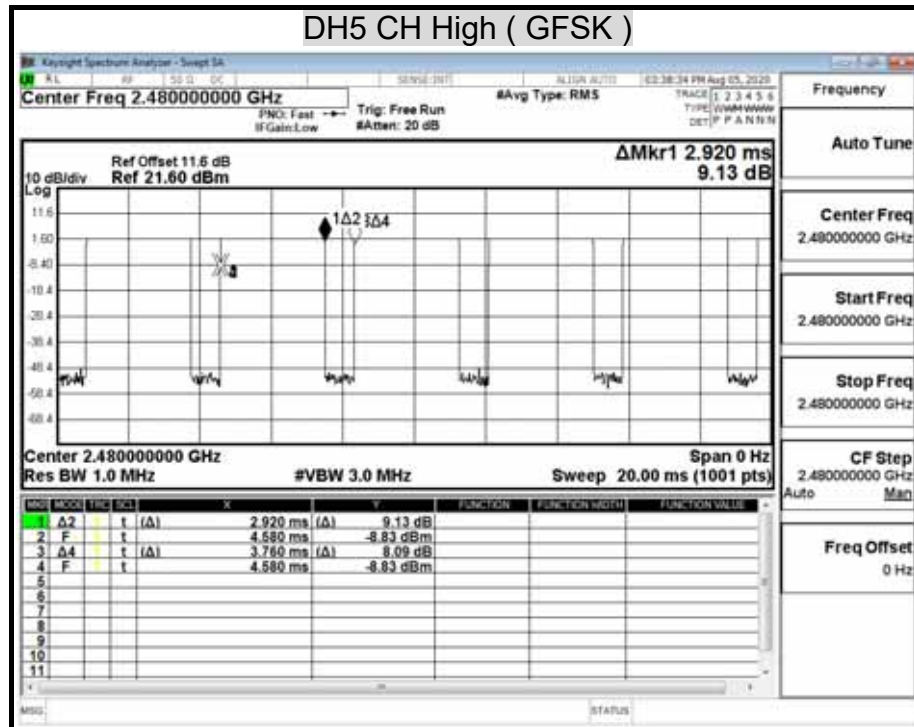 DH5 CH High ( GFSK )
Keysight Spectrum Analyzer - Swept SA
RL RF 50 Ω DC SENSE:INT ALIGN AUTO 03:38:34 PM Aug 05, 2020
Center Freq 2.480000000 GHz #Avg Type: RMS TRACE 1 2 3 4 5 6
PNO: Fast Trig: Free Run TYPE
IFGain:Low #Atten: 20 dB DET P P A N N N
Frequency
ΔMkr1 2.920 ms
9.13 dB
Ref Offset 11.6 dB
10 dB/div Ref 21.60 dBm
Log
11.6
1.60
-8.40
-18.4
-28.4
-38.4
-48.4
-58.4
-68.4
1Δ2 3Δ4
Center 2.480000000 GHz Span 0 Hz
Res BW 1.0 MHz #VBW 3.0 MHz Sweep 20.00 ms (1001 pts)
MKR MODE TRC SCL X Y FUNCTION FUNCTION WIDTH FUNCTION VALUE
1 Δ2 1 t (Δ) 2.920 ms (Δ) 9.13 dB
2 F 1 t 4.580 ms -8.83 dBm
3 Δ4 1 t (Δ) 3.760 ms (Δ) 8.09 dB
4 F 1 t 4.580 ms -8.83 dBm
5
6
7
8
9
10
11
MSG STATUS
Auto Tune
Center Freq
2.480000000 GHz
Start Freq
2.480000000 GHz
Stop Freq
2.480000000 GHz
CF Step
2.480000000 GHz
Auto Man
Freq Offset
0 Hz